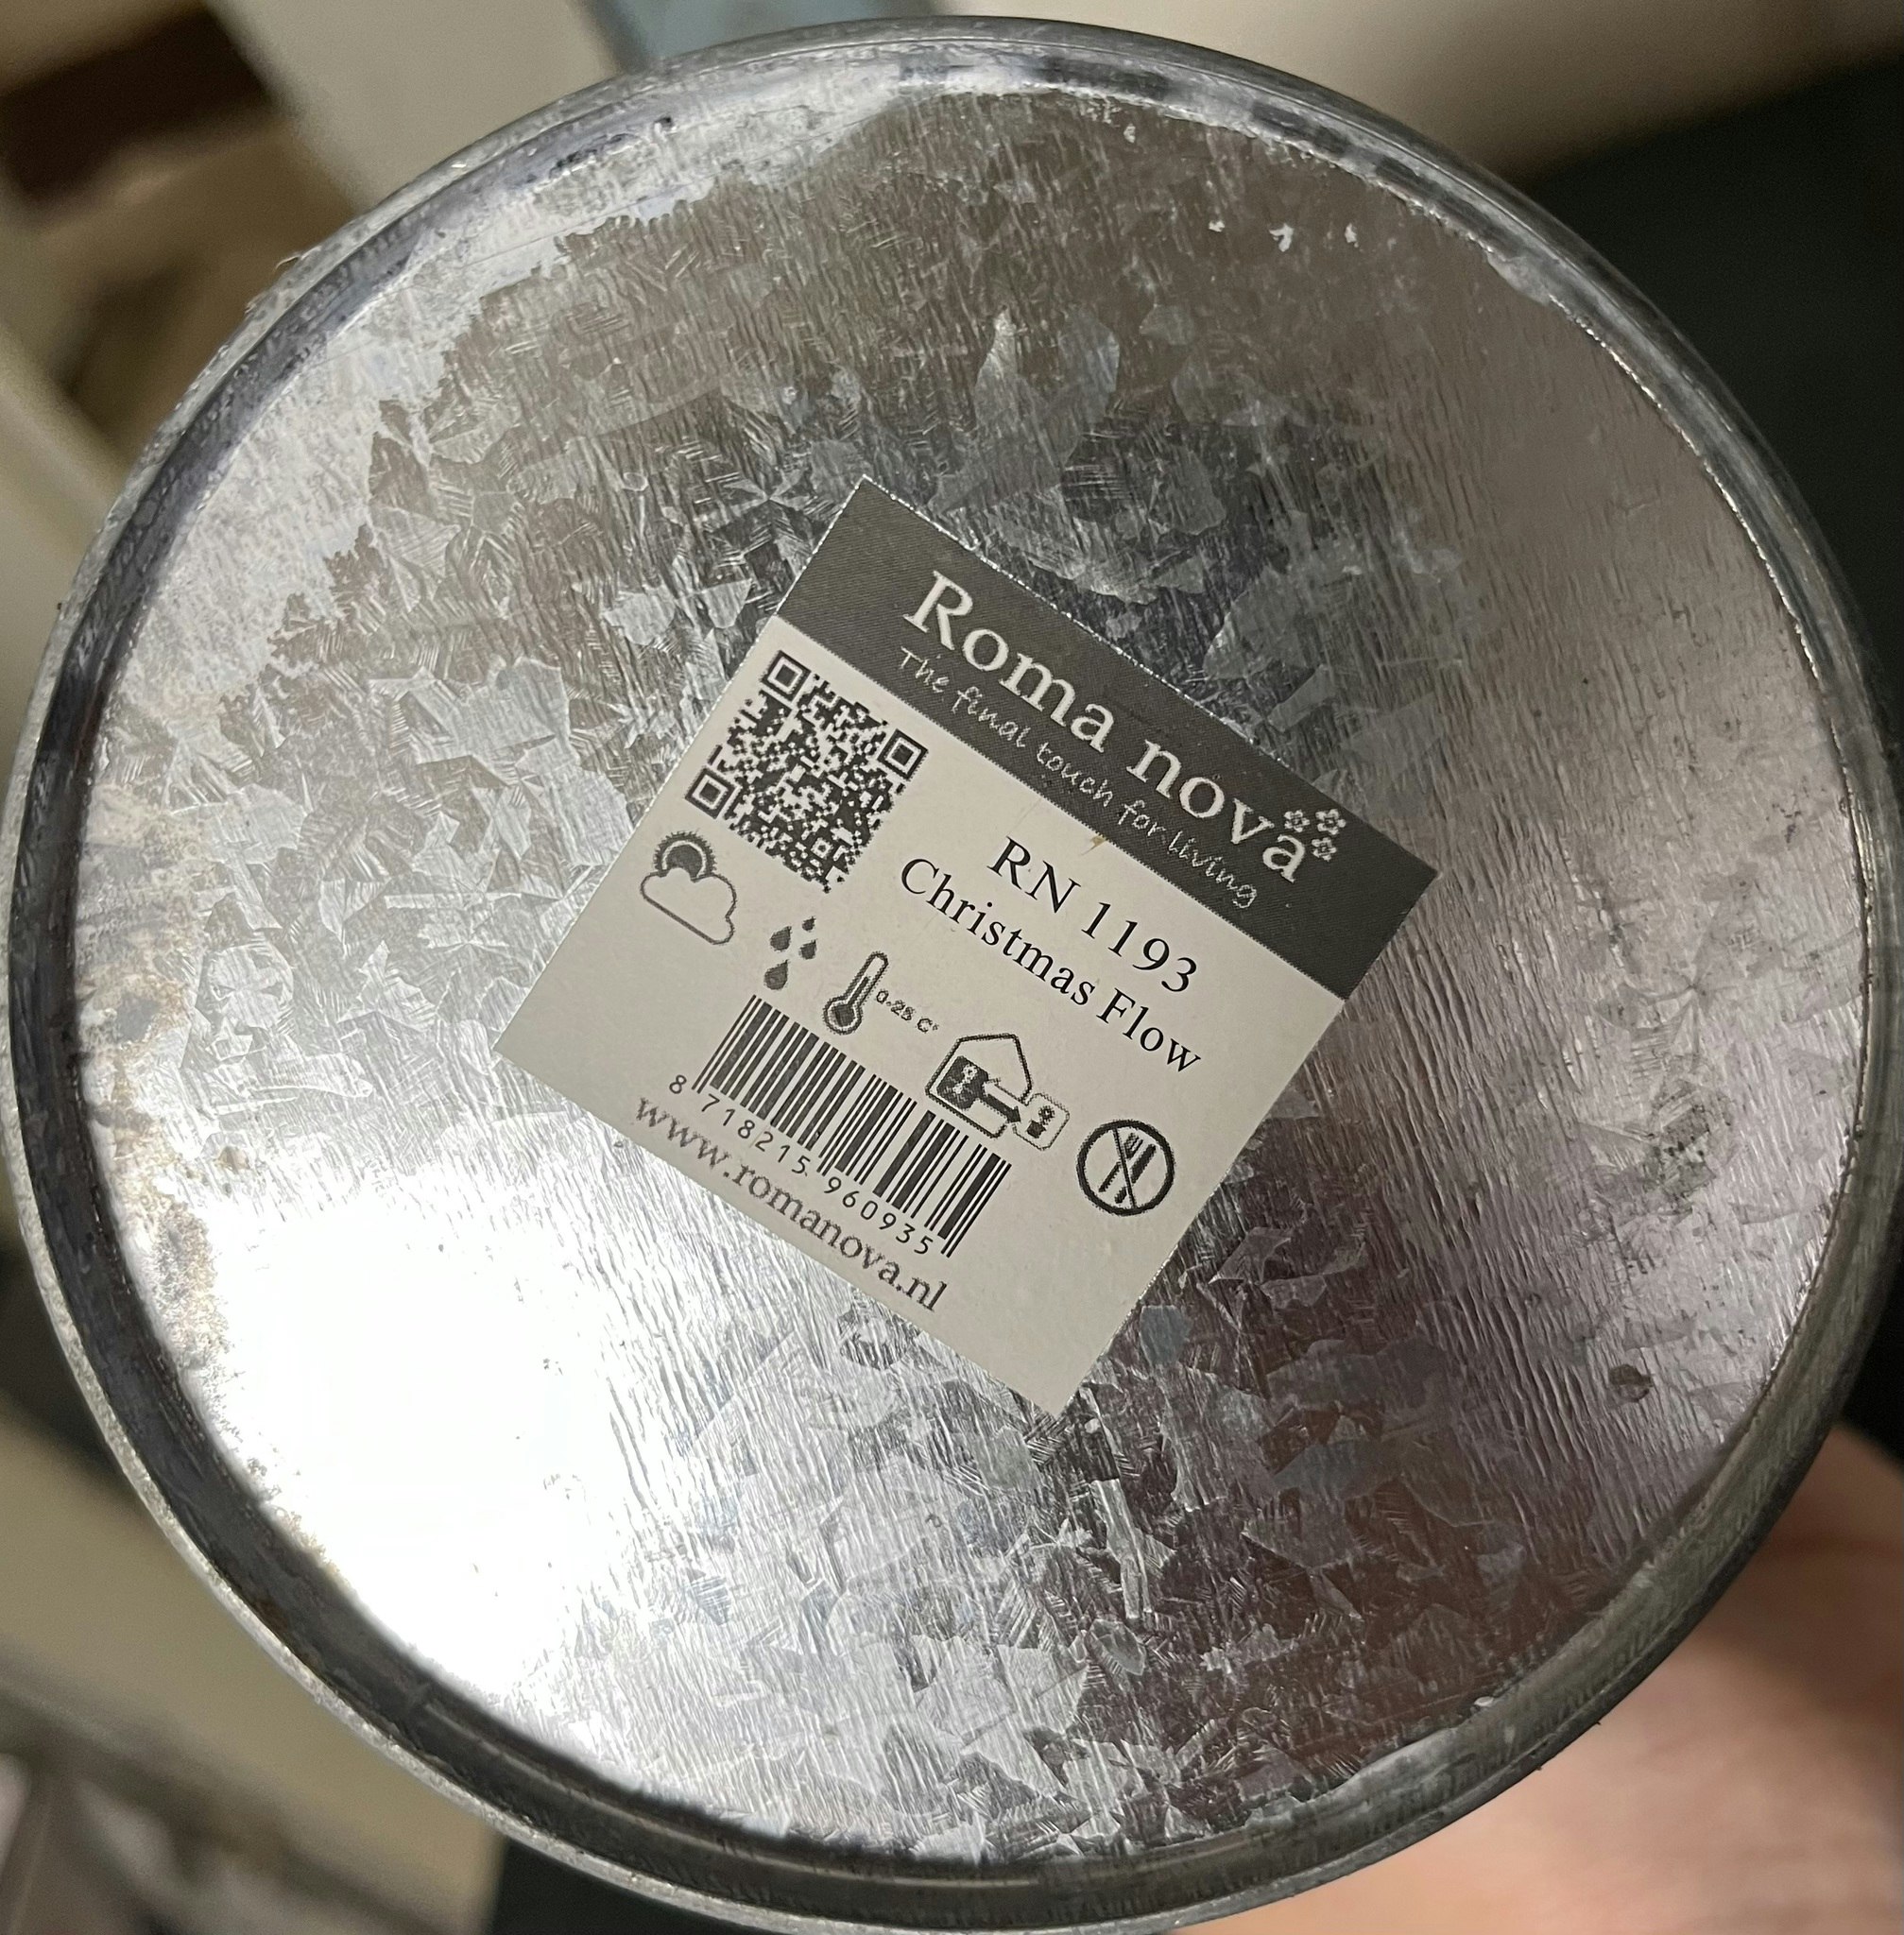 Roma nova
The final touch for living
RN 1193
Christmas Flow
0-25 C°
8 718215 960935
www.romanova.nl